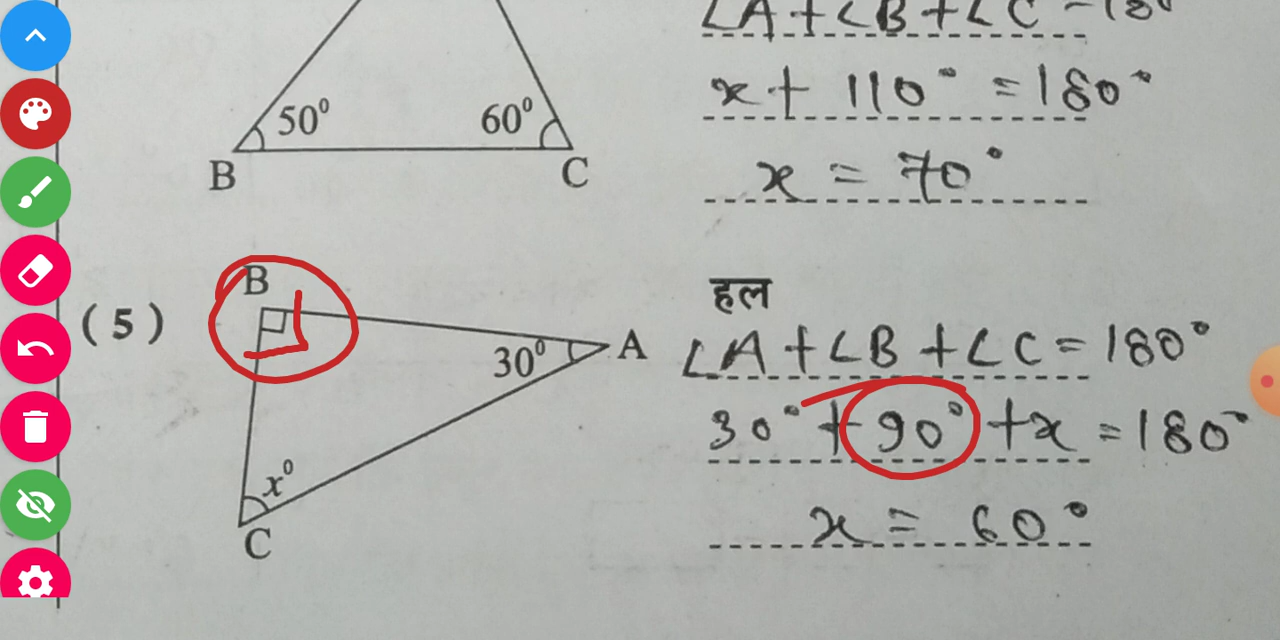 ∠A+∠B+∠C=180°
x+ 110° =180°
50° 60°
B C
x = 70°
(5)
B
30° A
x°
C
हल
∠A+∠B+∠C=180°
30°+90°+x=180°
x = 60°